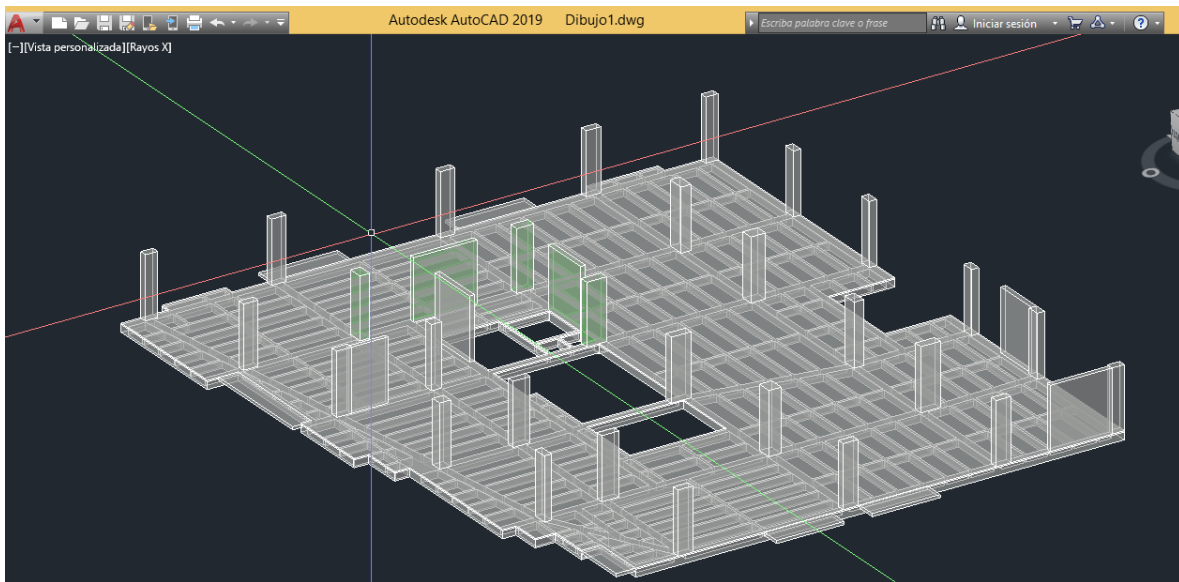 Autodesk AutoCAD 2019 Dibujo1.dwg
Escriba palabra clave o frase
Iniciar sesión
[−][Vista personalizada][Rayos X]